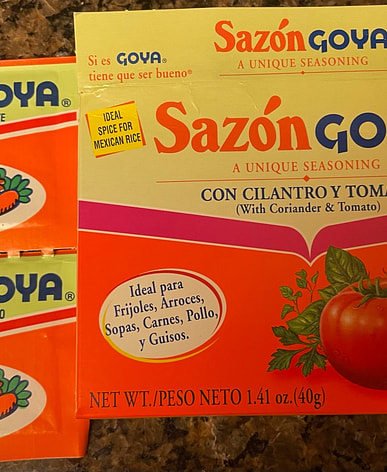 Sazón GOYA
A UNIQUE SEASONING
Si es GOYA®
tiene que ser bueno®
IDEAL
SPICE FOR
MEXICAN RICE
Sazón GO
A UNIQUE SEASONING
CON CILANTRO Y TOMA
(With Coriander & Tomato)
Ideal para
Frijoles, Arroces,
Sopas, Carnes, Pollo,
y Guisos.
NET WT./PESO NETO 1.41 oz.(40g)
OYA®
OYA®